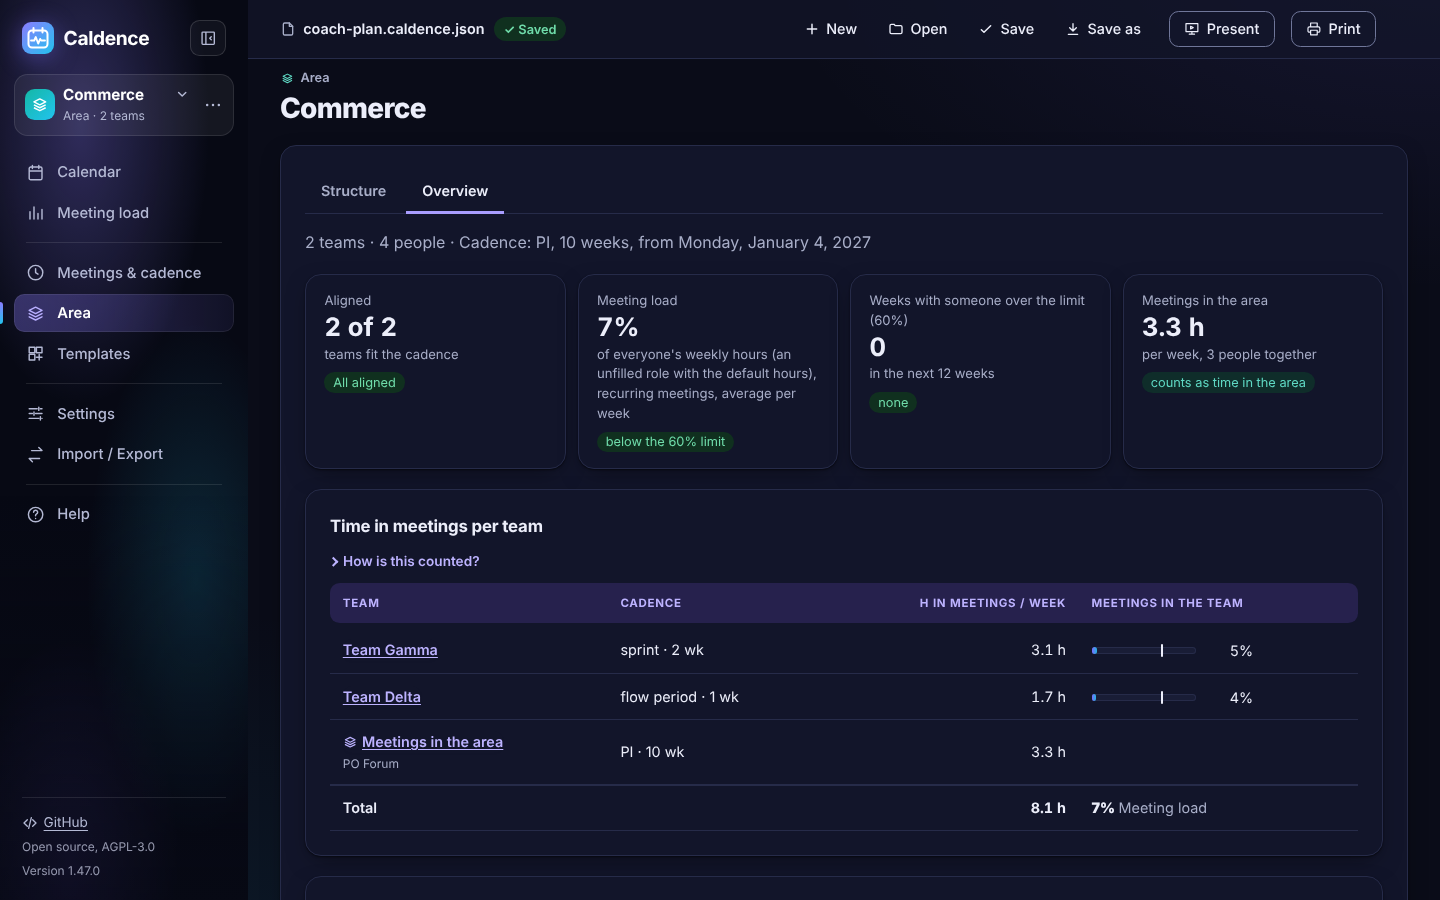 Caldence
coach-plan.caldence.json
Saved
New
Open
Save
Save as
Present
Print
Commerce
Area · 2 teams
Calendar
Meeting load
Meetings & cadence
Area
Templates
Settings
Import / Export
Help
GitHub
Open source, AGPL-3.0
Version 1.47.0
Area
Commerce
Structure
Overview
2 teams · 4 people · Cadence: PI, 10 weeks, from Monday, January 4, 2027
Aligned
2 of 2
teams fit the cadence
All aligned
Meeting load
7%
of everyone's weekly hours (an
unfilled role with the default hours),
recurring meetings, average per
week
below the 60% limit
Weeks with someone over the limit
(60%)
0
in the next 12 weeks
none
Meetings in the area
3.3 h
per week, 3 people together
counts as time in the area
Time in meetings per team
How is this counted?
TEAM CADENCE H IN MEETINGS / WEEK MEETINGS IN THE TEAM
Team Gamma sprint · 2 wk 3.1 h 5%
Team Delta flow period · 1 wk 1.7 h 4%
Meetings in the area PI · 10 wk 3.3 h
PO Forum
Total 8.1 h 7% Meeting load